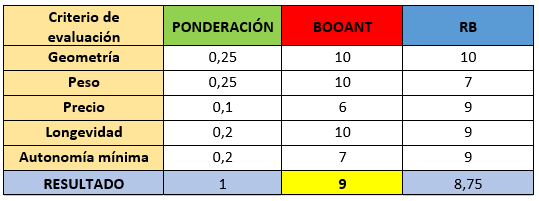 Criterio de evaluación PONDERACIÓN BOOANT RB
Geometría 0,25 10 10
Peso 0,25 10 7
Precio 0,1 6 9
Longevidad 0,2 10 9
Autonomía mínima 0,2 7 9
RESULTADO 1 9 8,75